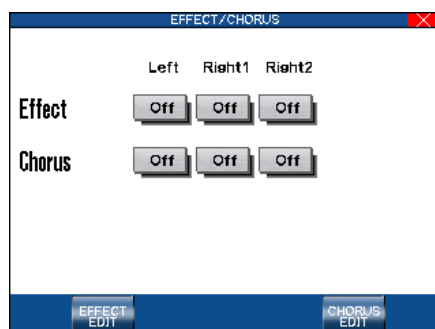 EFFECT/CHORUS
Left Right1 Right2
Effect Off Off Off
Chorus Off Off Off
EFFECT EDIT
CHORUS EDIT